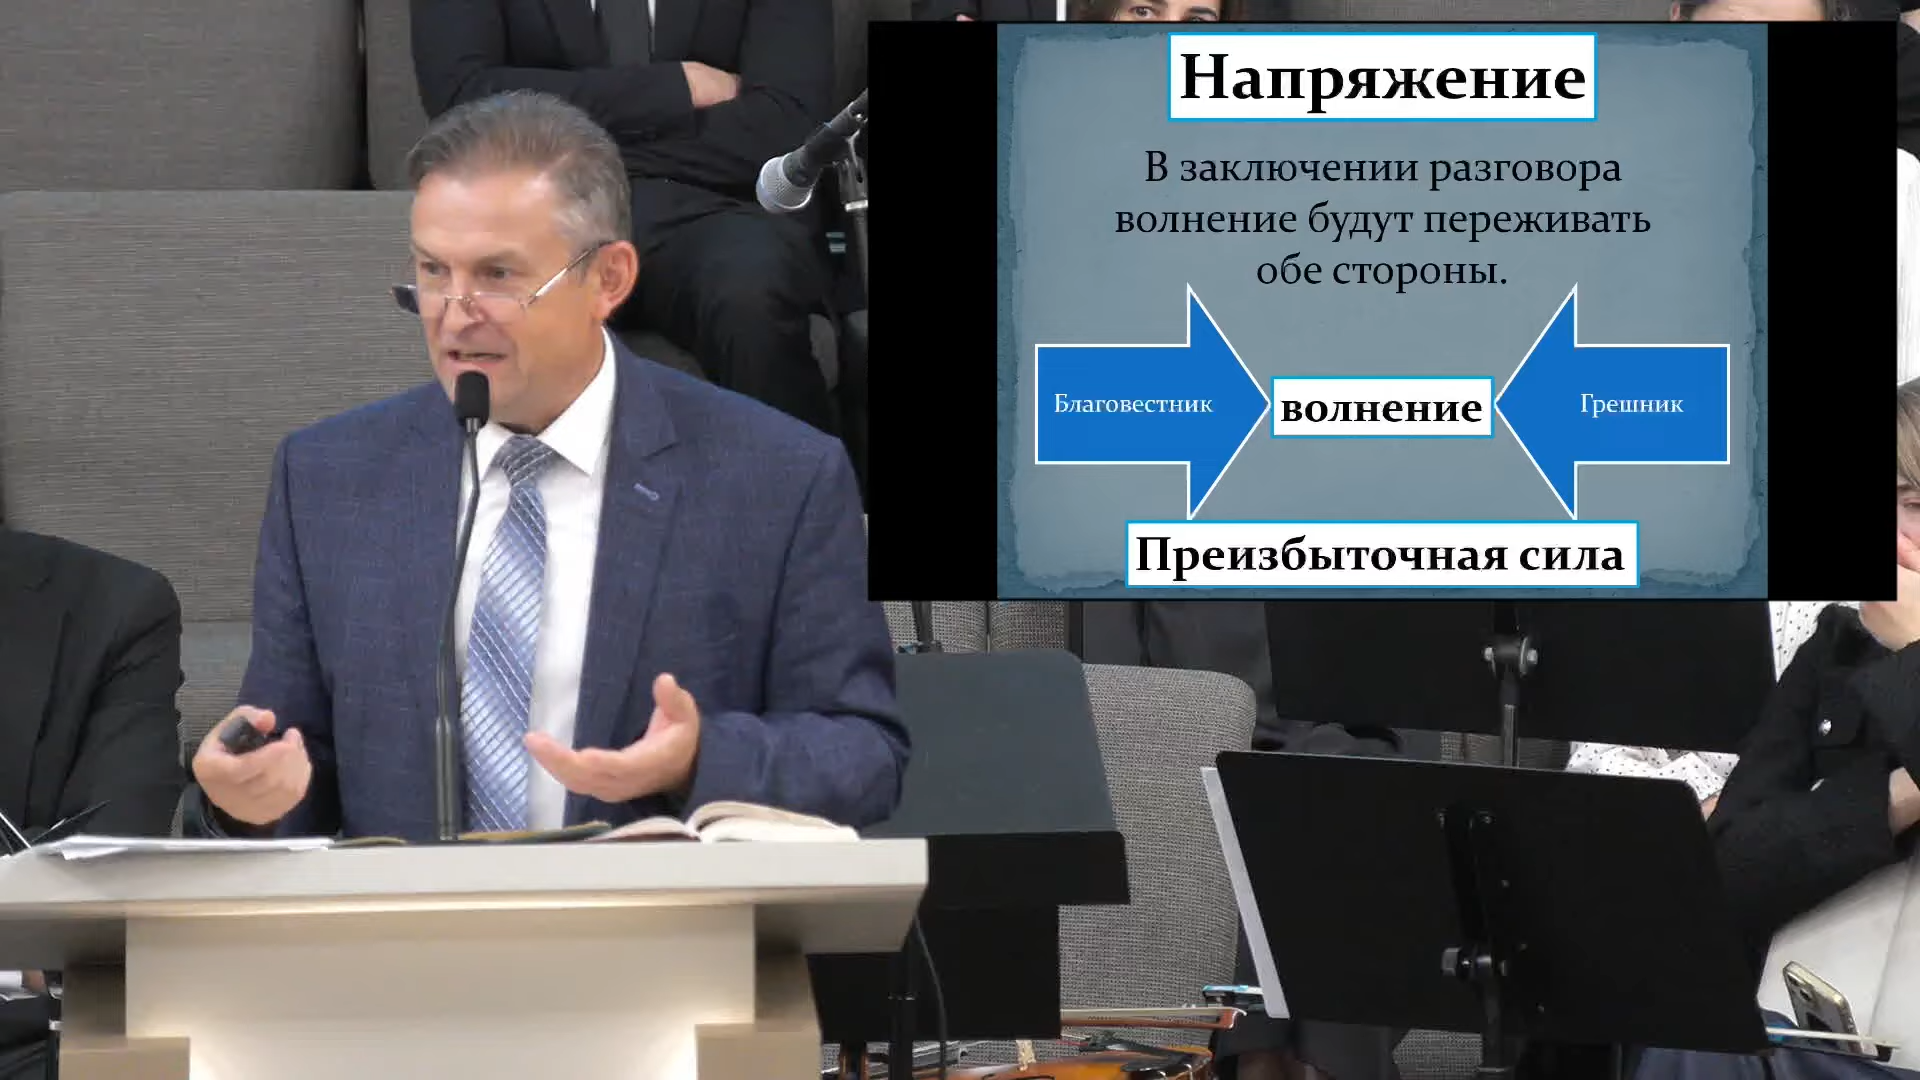 Напряжение
В заключении разговора
волнение будут переживать
обе стороны.
Благовестник
волнение
Грешник
Преизбыточная сила